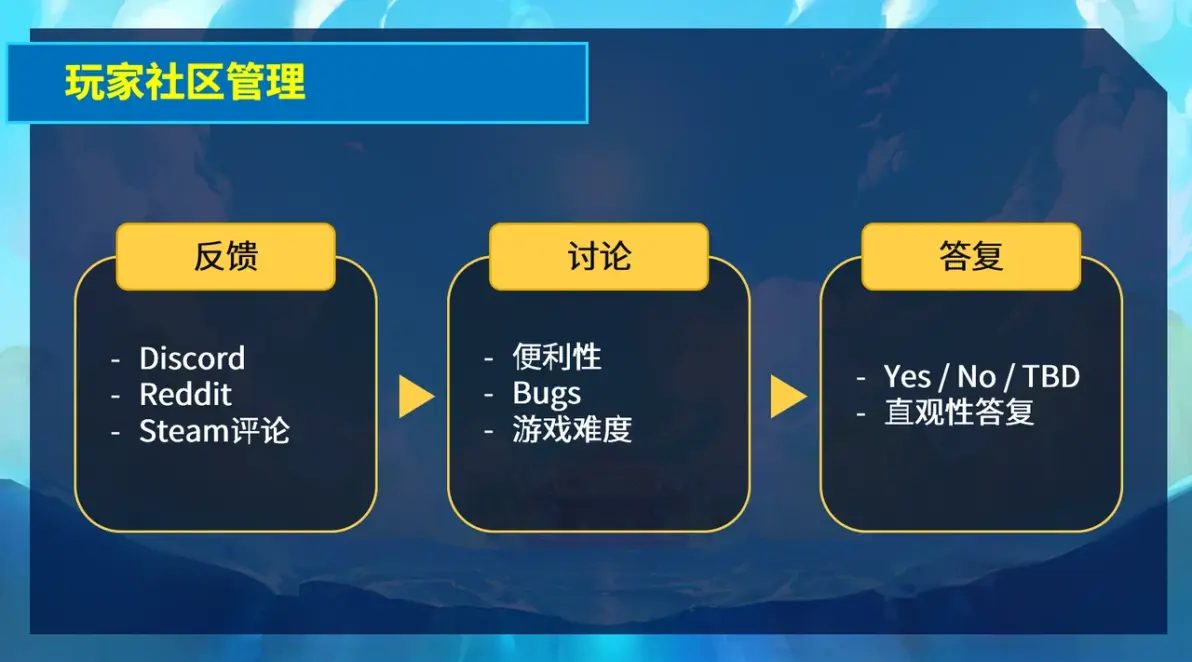 玩家社区管理
反馈
- Discord
- Reddit
- Steam评论
讨论
- 便利性
- Bugs
- 游戏难度
答复
- Yes / No / TBD
- 直观性答复